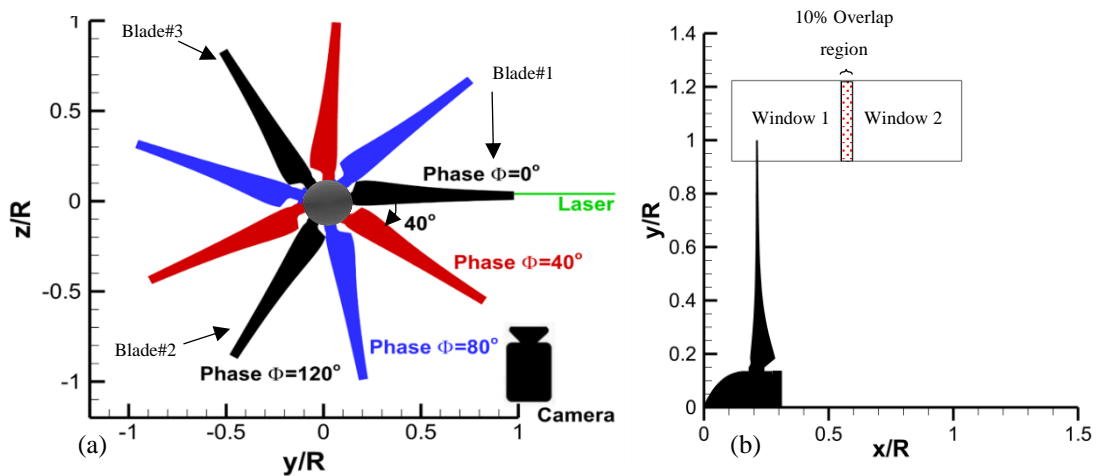 Blade#3
Blade#1
Phase Φ=0°
Laser
40°
Phase Φ=40°
Phase Φ=80°
Blade#2
Phase Φ=120°
Camera
(a)
1
0.5
0
-0.5
-1
z/R
-1
-0.5
0
0.5
1
y/R
10% Overlap
region
Window 1
Window 2
1.4
1.2
1
0.8
0.6
0.4
0.2
0
y/R
0
0.5
1
1.5
x/R
(b)